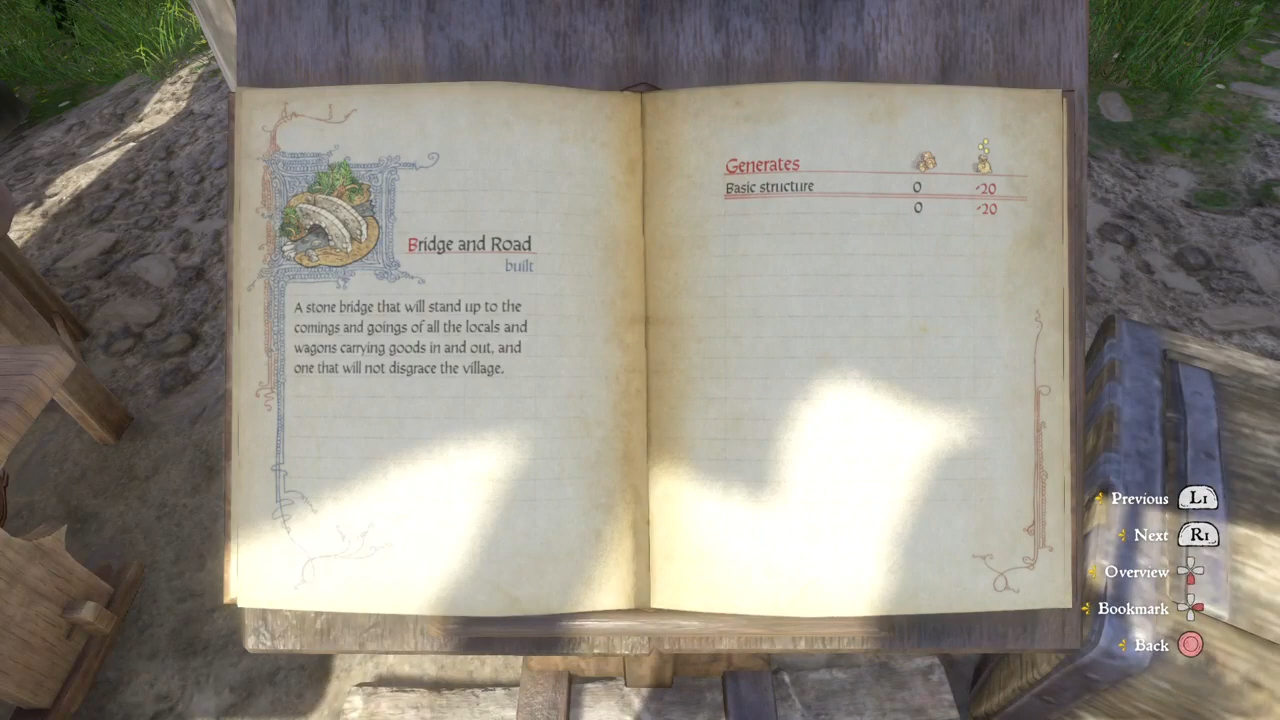 Bridge and Road
built
A stone bridge that will stand up to the
comings and goings of all the locals and
wagons carrying goods in and out, and
one that will not disgrace the village.
Generates
Basic structure 0 -20
0 -20
Previous L1
Next R1
Overview
Bookmark
Back